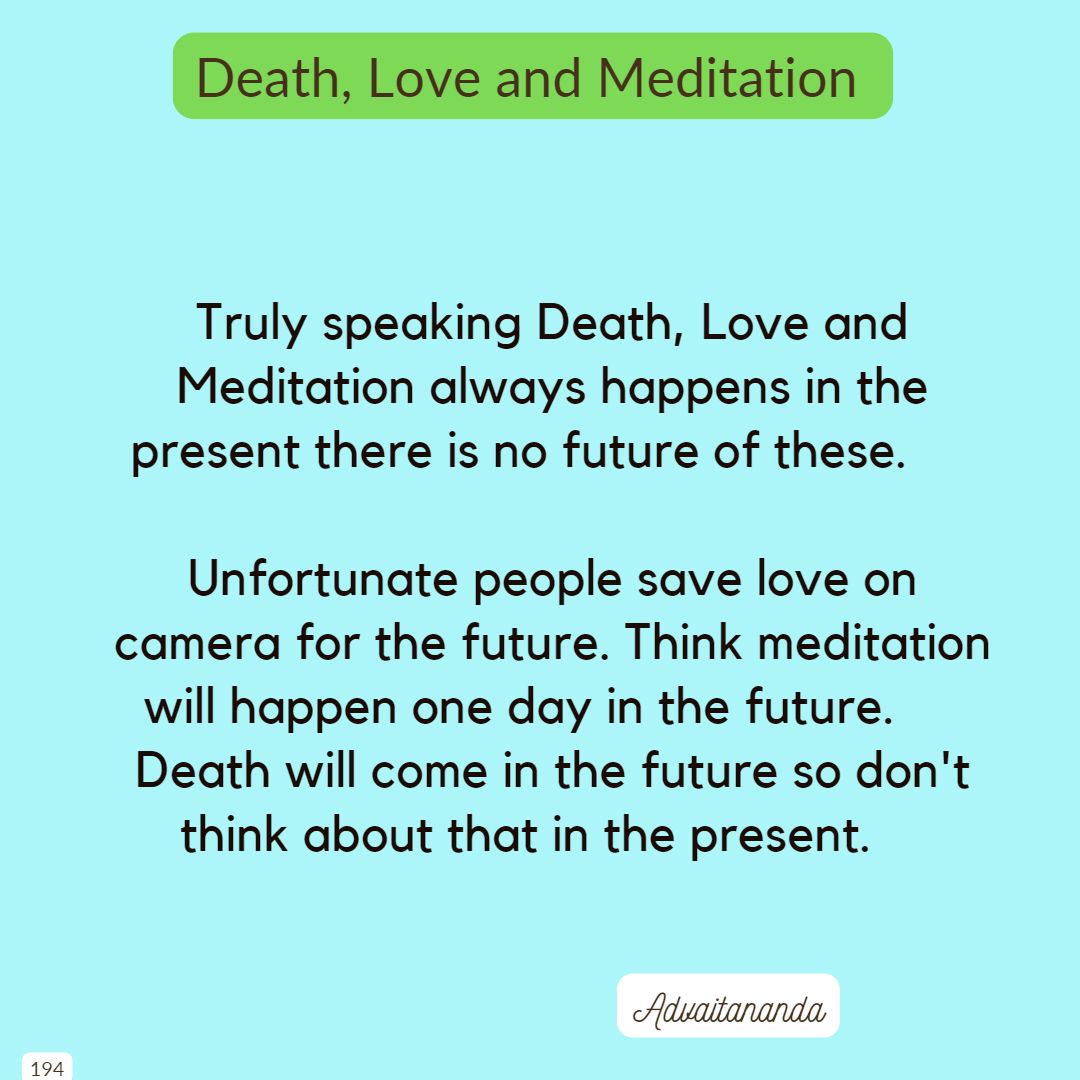 Death, Love and Meditation
Truly speaking Death, Love and
Meditation always happens in the
present there is no future of these.
Unfortunate people save love on
camera for the future. Think meditation
will happen one day in the future.
Death will come in the future so don't
think about that in the present.
Advaitananda
194